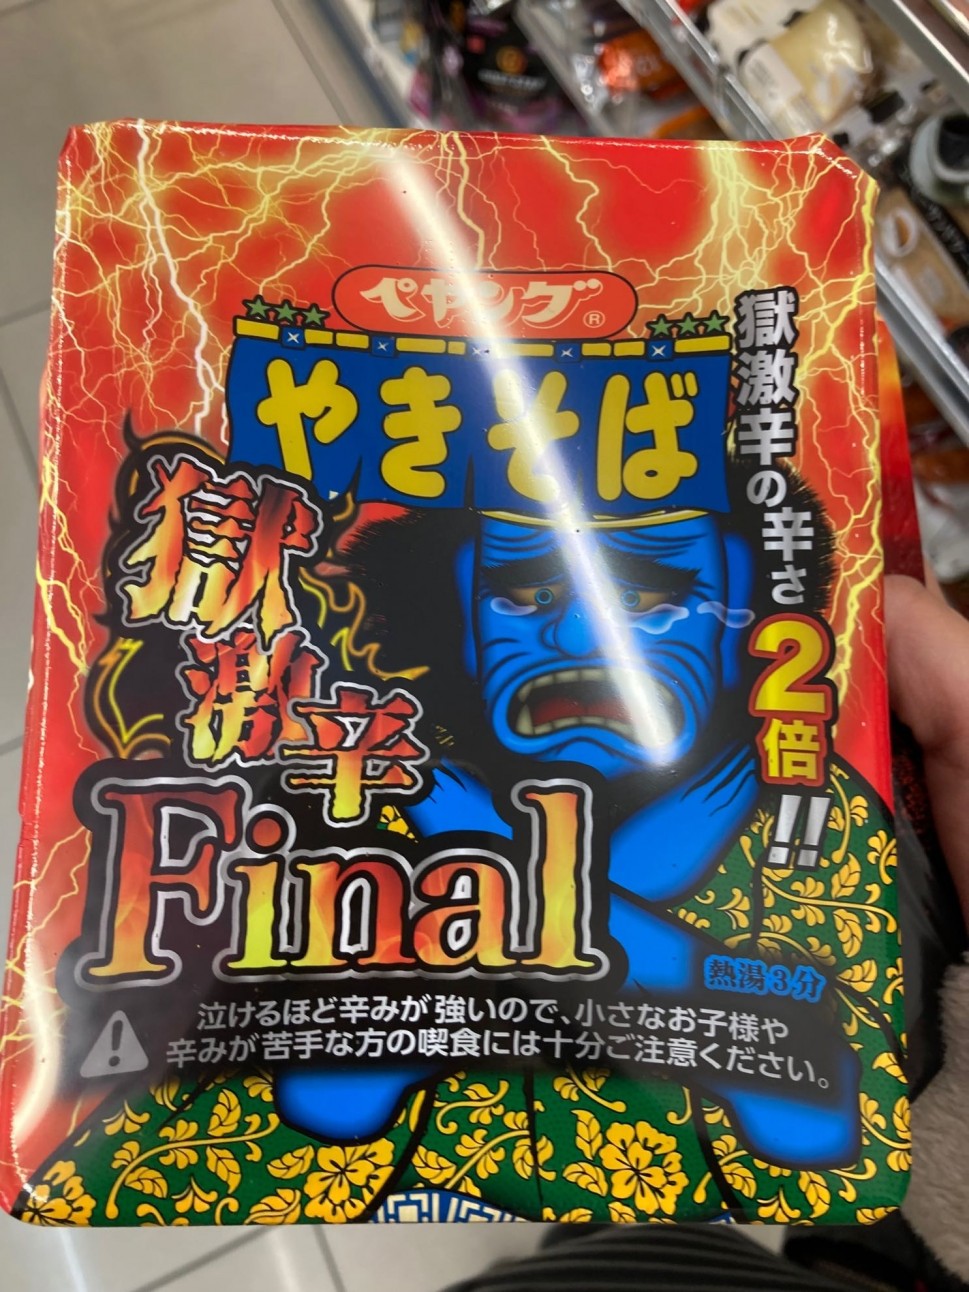 ペヤング®
やきそば
獄激辛の辛さ2倍!!
獄激辛
Final
熱湯3分
泣けるほど辛みが強いので、小さなお子様や
辛みが苦手な方の喫食には十分ご注意ください。